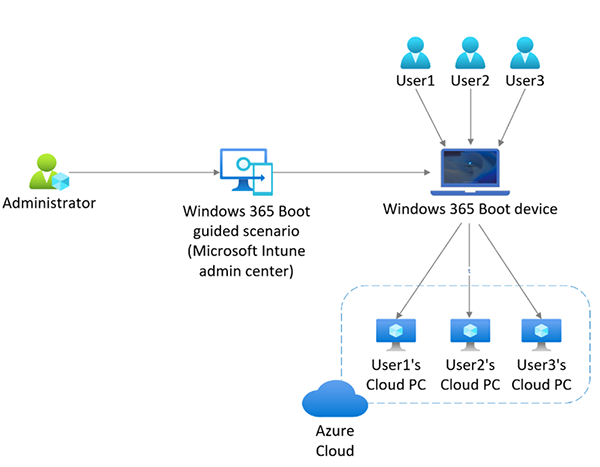 User1 User2 User3
Administrator
Windows 365 Boot
guided scenario
(Microsoft Intune
admin center)
Windows 365 Boot device
User1's
Cloud PC
User2's
Cloud PC
User3's
Cloud PC
Azure
Cloud